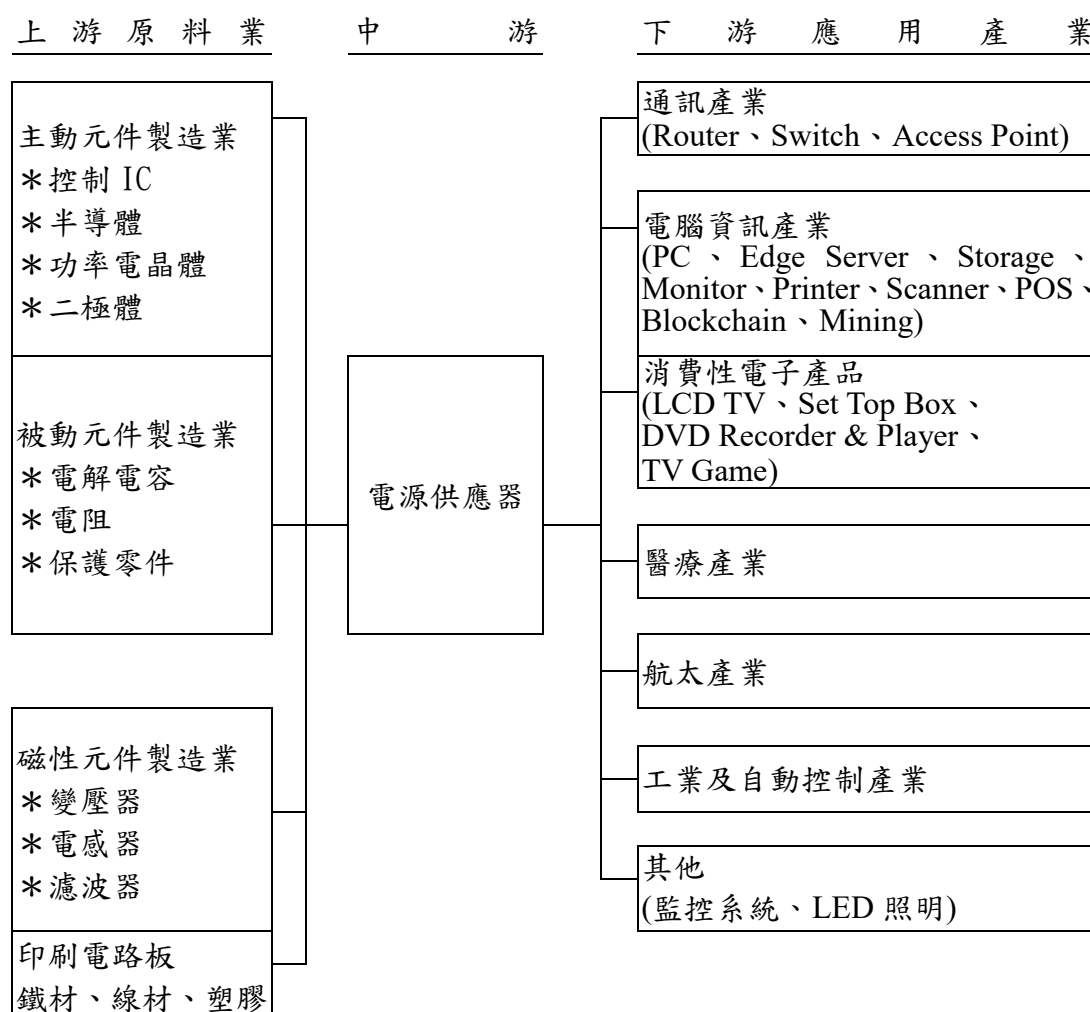 上游原料業
中游
下游應用產業
主動元件製造業
＊控制 IC
＊半導體
＊功率電晶體
＊二極體
被動元件製造業
＊電解電容
＊電阻
＊保護零件
磁性元件製造業
＊變壓器
＊電感器
＊濾波器
印刷電路板
鐵材、線材、塑膠
電源供應器
通訊產業
(Router、Switch、Access Point)
電腦資訊產業
(PC、Edge Server、Storage、
Monitor、Printer、Scanner、POS、
Blockchain、Mining)
消費性電子產品
(LCD TV、Set Top Box、
DVD Recorder & Player、
TV Game)
醫療產業
航太產業
工業及自動控制產業
其他
(監控系統、LED 照明)